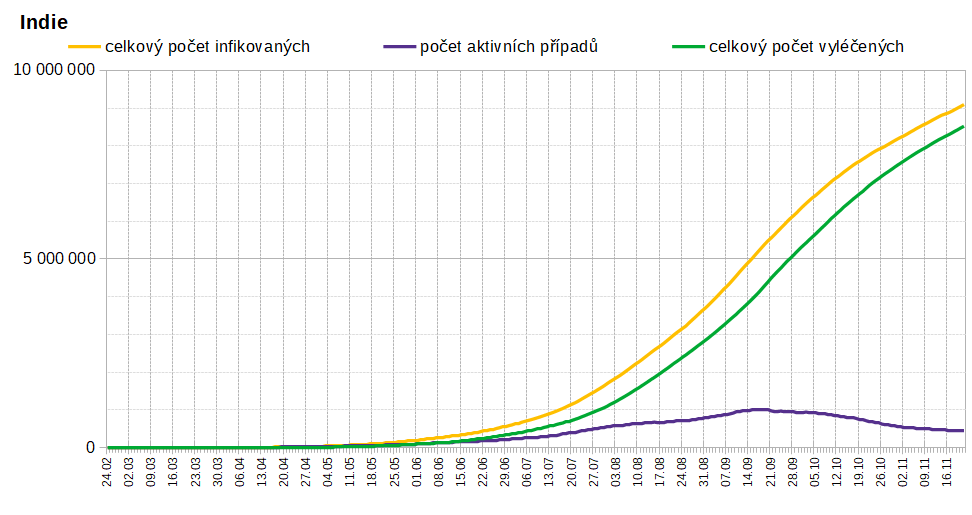 Indie
celkový počet infikovaných počet aktivních případů celkový počet vyléčených
10 000 000
5 000 000
0
24.02 02.03 09.03 16.03 23.03 30.03 06.04 13.04 20.04 27.04 04.05 11.05 18.05 25.05 01.06 08.06 15.06 22.06 29.06 06.07 13.07 20.07 27.07 03.08 10.08 17.08 24.08 31.08 07.09 14.09 21.09 28.09 05.10 12.10 19.10 26.10 02.11 09.11 16.11